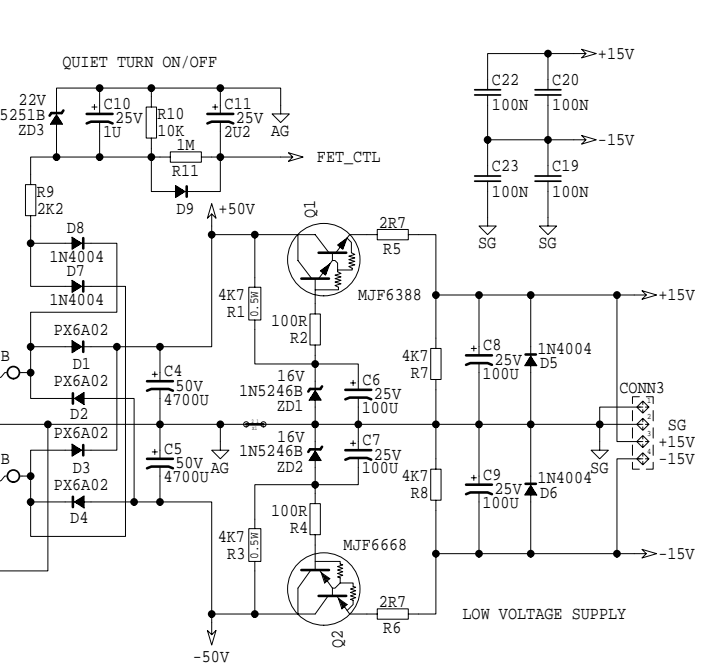 QUIET TURN ON/OFF
22V
5251B
ZD3
+
C10
25V
1U
R10
10K
+
C11
25V
2U2
AG
1M
R11
FET_CTL
D9
R9
2K2
D8
1N4004
D7
1N4004
+50V
Q1
2R7
R5
MJF6388
C22
100N
C20
100N
+15V
-15V
C23
100N
C19
100N
SG
SG
B
PX6A02
D1
PX6A02
D2
+
C4
50V
4700U
4K7
R1
0.5W
100R
R2
16V
1N5246B
ZD1
+
C6
25V
100U
4K7
R7
+
C8
25V
100U
1N4004
D5
+15V
CONN3
1
2
3
4
SG
+15V
-15V
B
PX6A02
D3
PX6A02
D4
+
C5
50V
4700U
AG
16V
1N5246B
ZD2
+
C7
25V
100U
4K7
R8
+
C9
25V
100U
1N4004
D6
SG
4K7
R3
0.5W
100R
R4
MJF6668
Q2
2R7
R6
-15V
-50V
LOW VOLTAGE SUPPLY